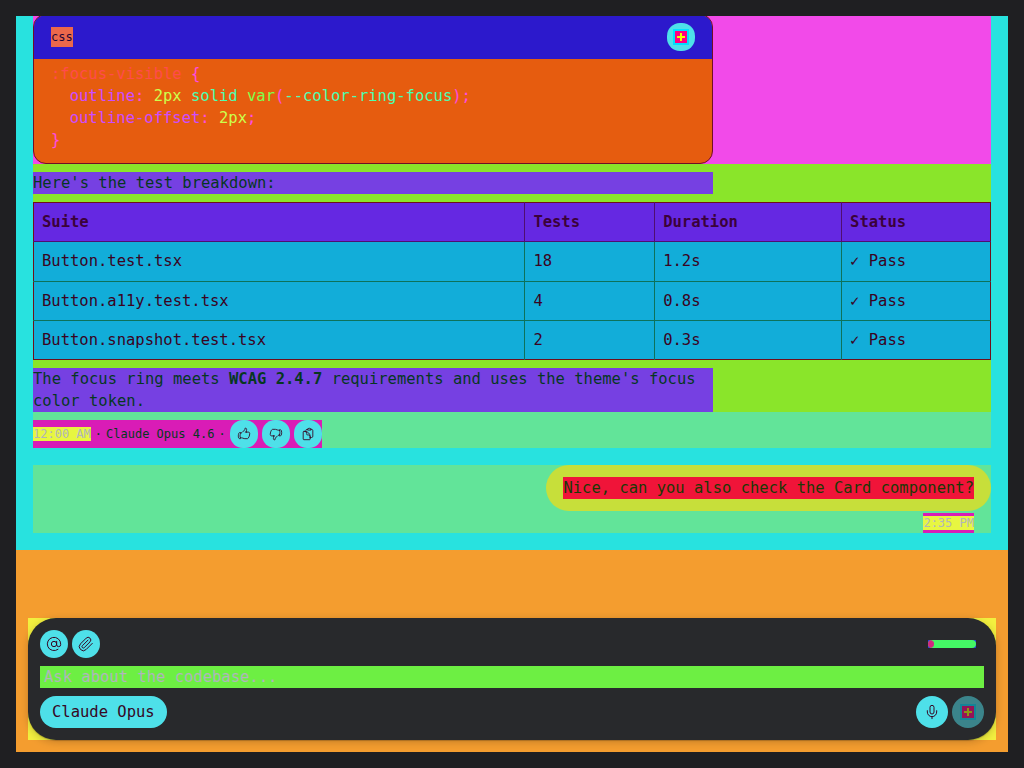 css
:focus-visible {
outline: 2px solid var(--color-ring-focus);
outline-offset: 2px;
}
Here's the test breakdown:
Suite Tests Duration Status
Button.test.tsx 18 1.2s ✓ Pass
Button.a11y.test.tsx 4 0.8s ✓ Pass
Button.snapshot.test.tsx 2 0.3s ✓ Pass
The focus ring meets WCAG 2.4.7 requirements and uses the theme's focus
color token.
12:00 AM · Claude Opus 4.6 ·
Nice, can you also check the Card component?
2:35 PM
Ask about the codebase...
Claude Opus